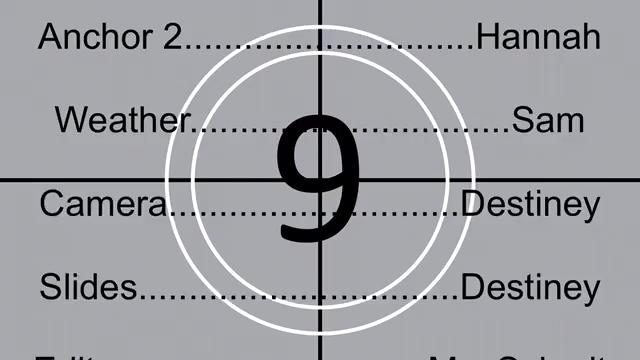 Anchor 2............................Hannah
Weather...............................Sam
9
Camera............................Destiney
Slides...............................Destiney